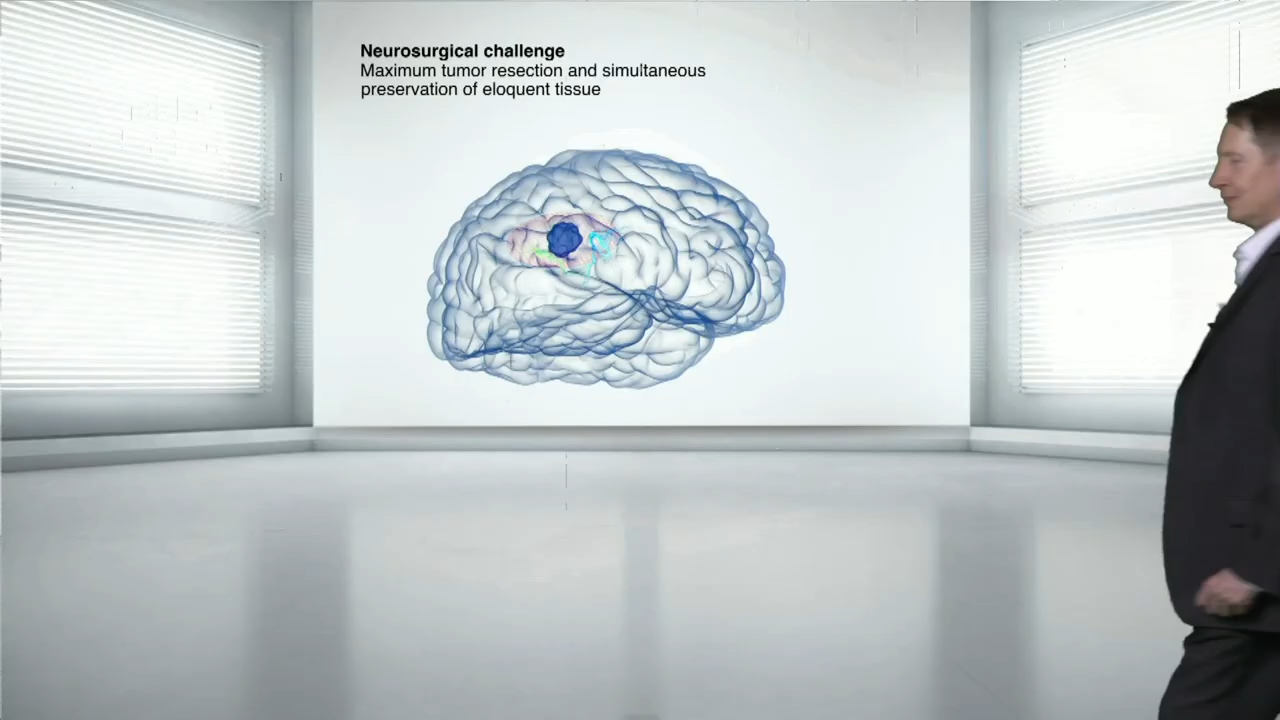 Neurosurgical challenge
Maximum tumor resection and simultaneous
preservation of eloquent tissue